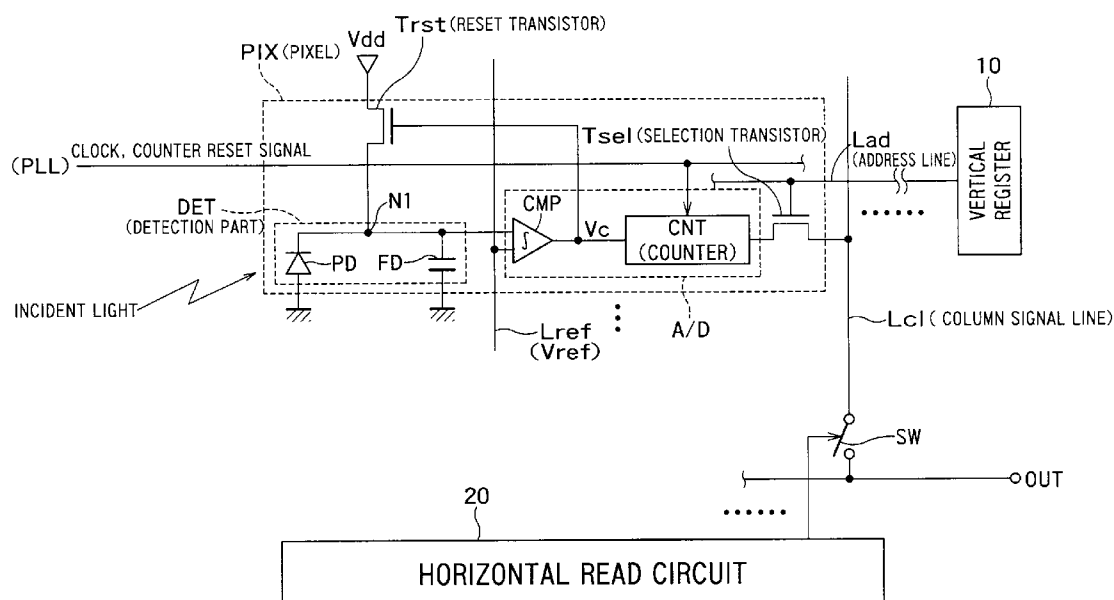 Trst (RESET TRANSISTOR)
PIX (PIXEL)
Vdd
10
Tsel (SELECTION TRANSISTOR)
Lad
(ADDRESS LINE)
VERTICAL
REGISTER
(PLL) CLOCK, COUNTER RESET SIGNAL
DET
(DETECTION PART)
N1
CMP
Vc
CNT
(COUNTER)
PD
FD
INCIDENT LIGHT
Lref
(Vref)
A/D
Lcl (COLUMN SIGNAL LINE)
SW
OUT
20
HORIZONTAL READ CIRCUIT